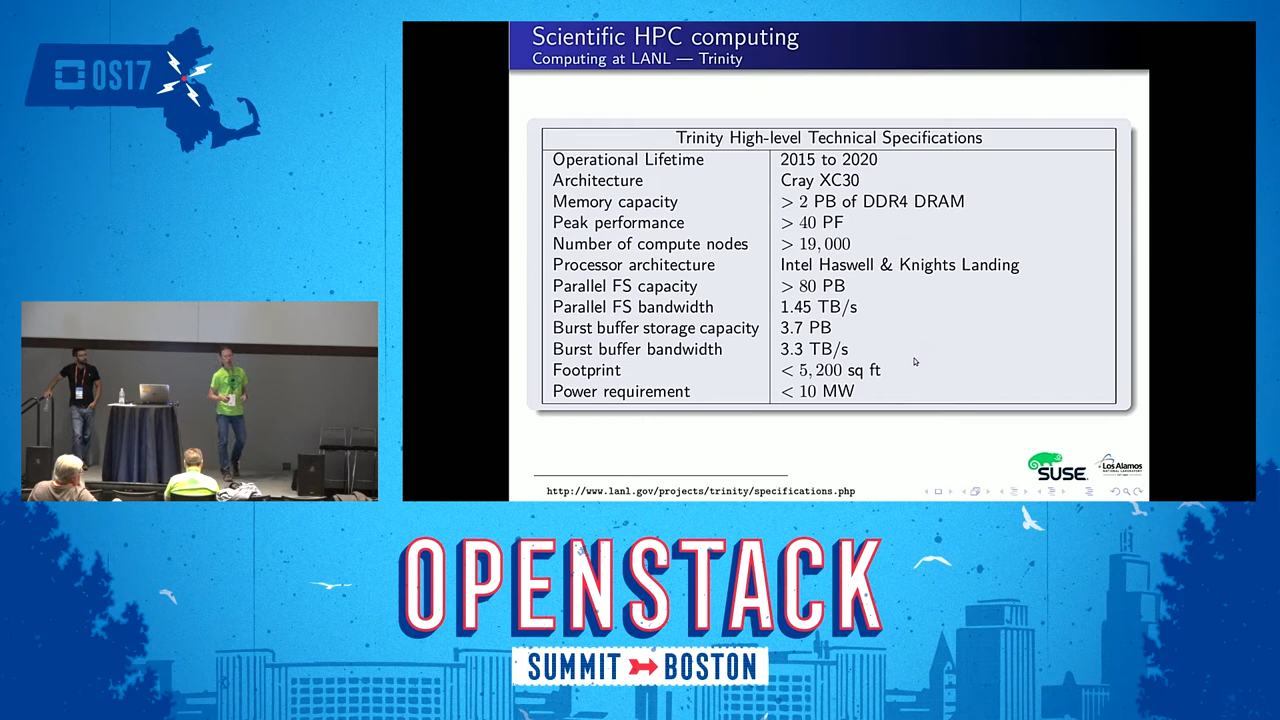 OS17
Scientific HPC computing
Computing at LANL — Trinity
Trinity High-level Technical Specifications
Operational Lifetime 2015 to 2020
Architecture Cray XC30
Memory capacity > 2 PB of DDR4 DRAM
Peak performance > 40 PF
Number of compute nodes > 19,000
Processor architecture Intel Haswell & Knights Landing
Parallel FS capacity > 80 PB
Parallel FS bandwidth 1.45 TB/s
Burst buffer storage capacity 3.7 PB
Burst buffer bandwidth 3.3 TB/s
Footprint < 5,200 sq ft
Power requirement < 10 MW
SUSE
Los Alamos
http://www.lanl.gov/projects/trinity/specifications.php
OPENSTACK
SUMMIT BOSTON